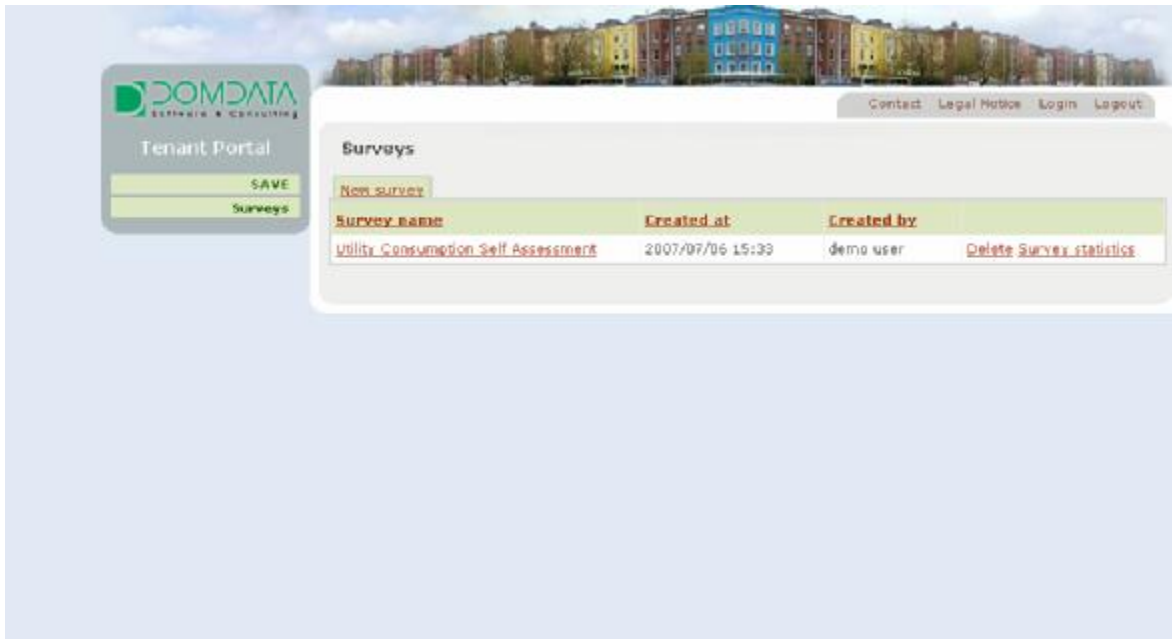 DOMDATA
Software & Consulting
Contact Legal Notice Login Logout
Tenant Portal
SAVE
Surveys
Surveys
New survey
Survey name Created at Created by
Utility Consumption Self Assessment 2007/07/06 15:33 demo user Delete Survey statistics